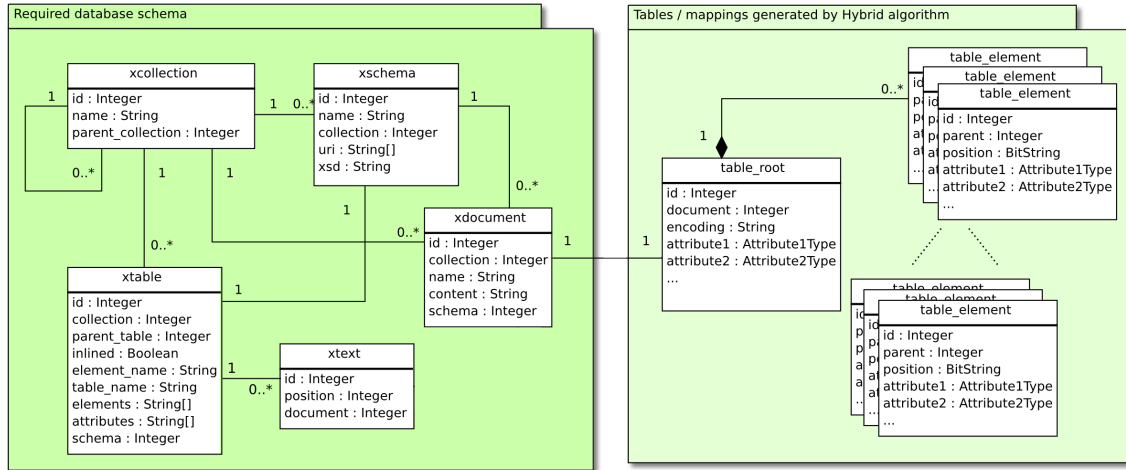 Required database schema
xcollection
id : Integer
name : String
parent_collection : Integer
1
0..*
1
0..*
1
1
xschema
id : Integer
name : String
collection : Integer
uri : String[]
xsd : String
1
0..*
1
0..*
0..*
xdocument
id : Integer
collection : Integer
name : String
content : String
schema : Integer
1
xtable
id : Integer
collection : Integer
parent_table : Integer
inlined : Boolean
element_name : String
table_name : String
elements : String[]
attributes : String[]
schema : Integer
1
1
0..*
xtext
id : Integer
position : Integer
document : Integer
Tables / mappings generated by Hybrid algorithm
table_element
table_element
table_element
id : Integer
parent : Integer
position : BitString
attribute1 : Attribute1Type
attribute2 : Attribute2Type
...
0..*
1
table_root
id : Integer
document : Integer
encoding : String
attribute1 : Attribute1Type
attribute2 : Attribute2Type
...
1
table_element
table_element
table_element
id : Integer
parent : Integer
position : BitString
attribute1 : Attribute1Type
attribute2 : Attribute2Type
...